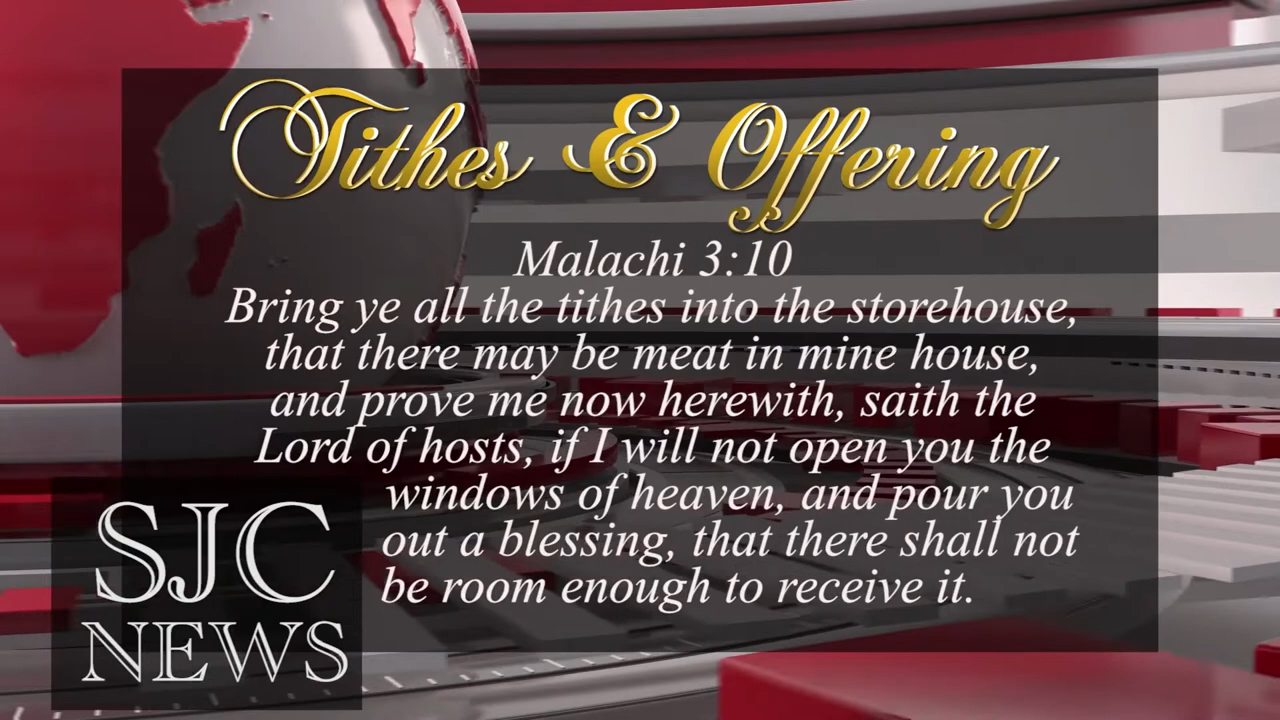 Tithes & Offering
Malachi 3:10
Bring ye all the tithes into the storehouse,
that there may be meat in mine house,
and prove me now herewith, saith the
Lord of hosts, if I will not open you the
windows of heaven, and pour you
out a blessing, that there shall not
be room enough to receive it.
SJC
NEWS